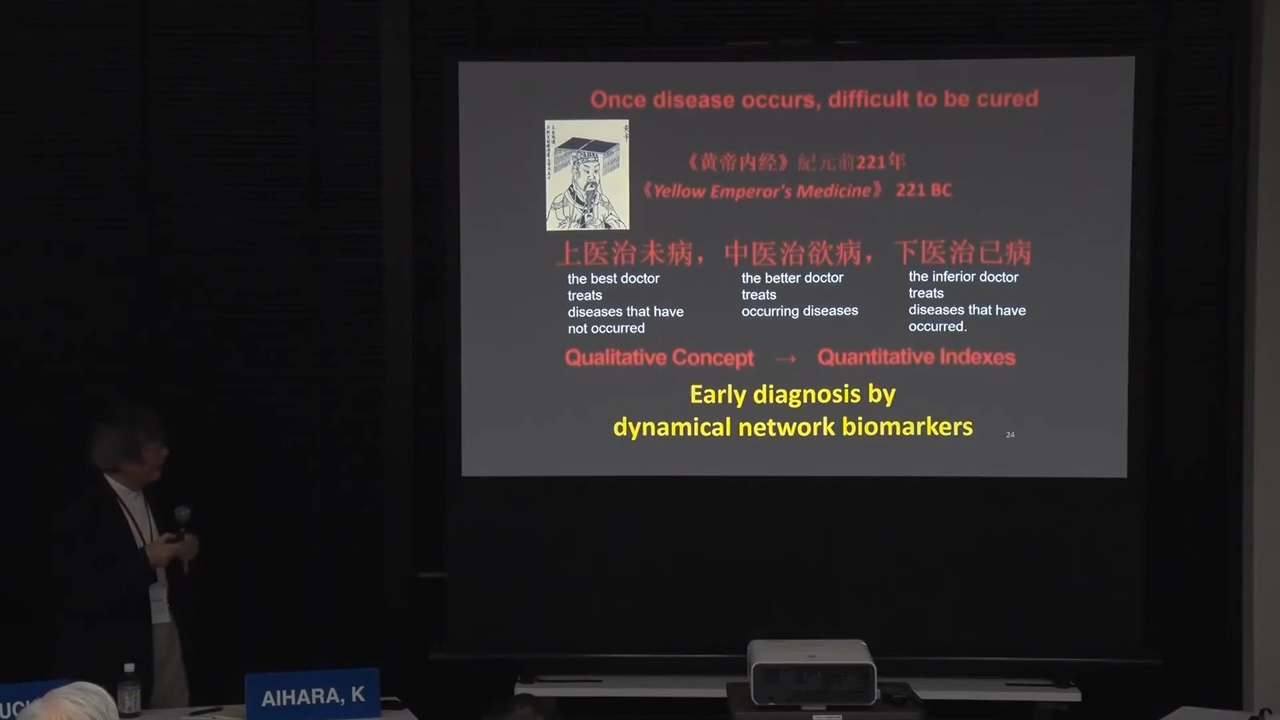 Once disease occurs, difficult to be cured
《黄帝内经》紀元前221年
《Yellow Emperor's Medicine》 221 BC
上医治未病，中医治欲病，下医治已病
the best doctor
treats
diseases that have
not occurred
the better doctor
treats
occurring diseases
the inferior doctor
treats
diseases that have
occurred.
Qualitative Concept → Quantitative Indexes
Early diagnosis by
dynamical network biomarkers
24
AIHARA, K